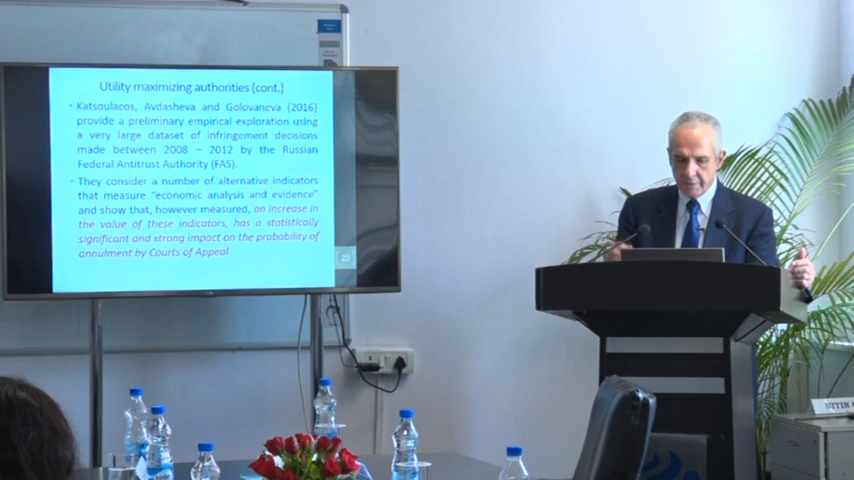 Utility maximizing authorities (cont.)
• Katsoulacos, Avdasheva and Golovaneva (2016)
provide a preliminary empirical exploration using
a very large dataset of infringement decisions
made between 2008 – 2012 by the Russian
Federal Antitrust Authority (FAS).
• They consider a number of alternative indicators
that measure "economic analysis and evidence"
and show that, however measured, an increase in
the value of these indicators, has a statistically
significant and strong impact on the probability of
annulment by Courts of Appeal.
23